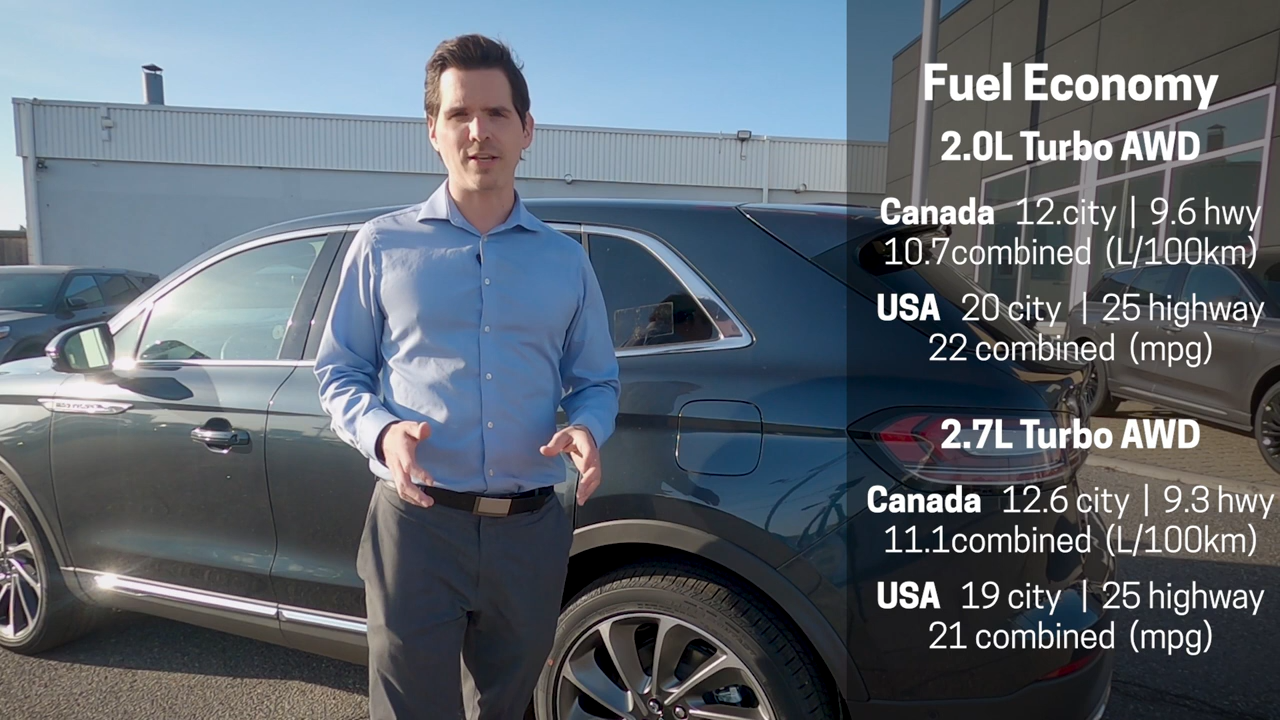 Fuel Economy
2.0L Turbo AWD
Canada 12.city | 9.6 hwy
10.7combined (L/100km)
USA 20 city | 25 highway
22 combined (mpg)
2.7L Turbo AWD
Canada 12.6 city | 9.3 hwy
11.1combined (L/100km)
USA 19 city | 25 highway
21 combined (mpg)